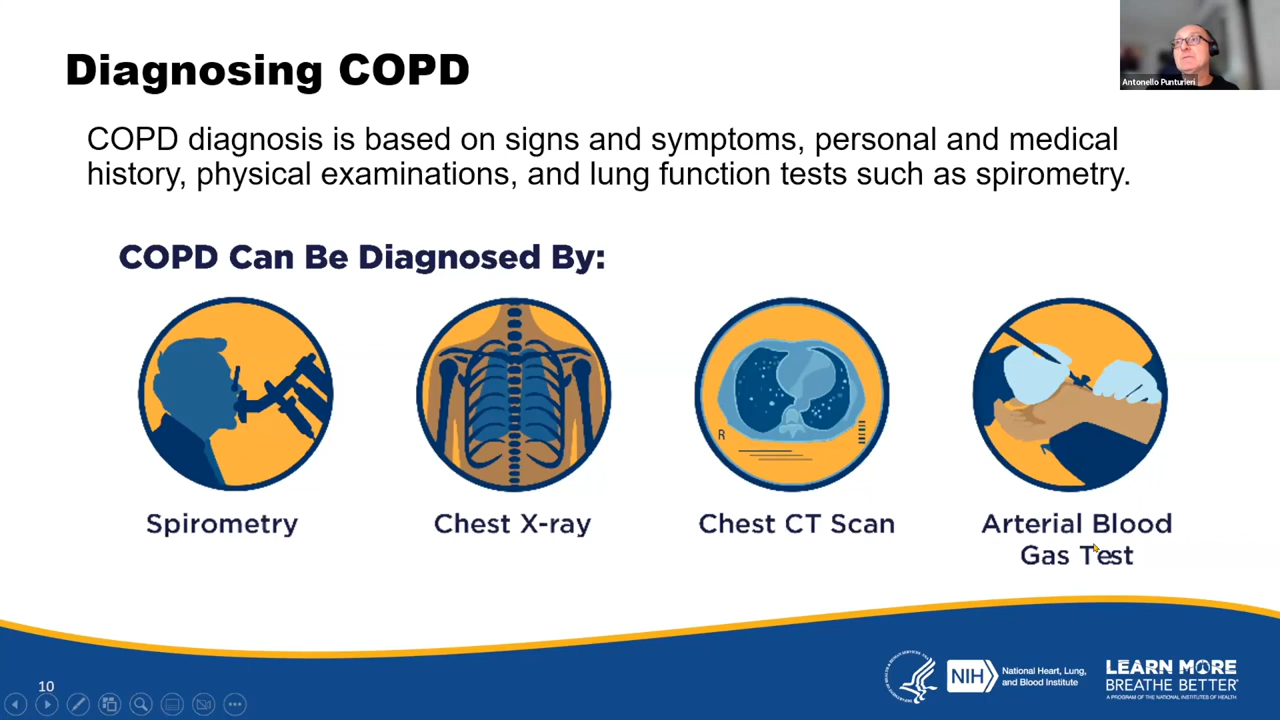 Diagnosing COPD
Antonello Punturieri
COPD diagnosis is based on signs and symptoms, personal and medical
history, physical examinations, and lung function tests such as spirometry.
COPD Can Be Diagnosed By:
R
Spirometry
Chest X-ray
Chest CT Scan
Arterial Blood
Gas Test
10
NIH
National Heart, Lung,
and Blood Institute
LEARN MORE
BREATHE BETTER®
A PROGRAM OF THE NATIONAL INSTITUTES OF HEALTH